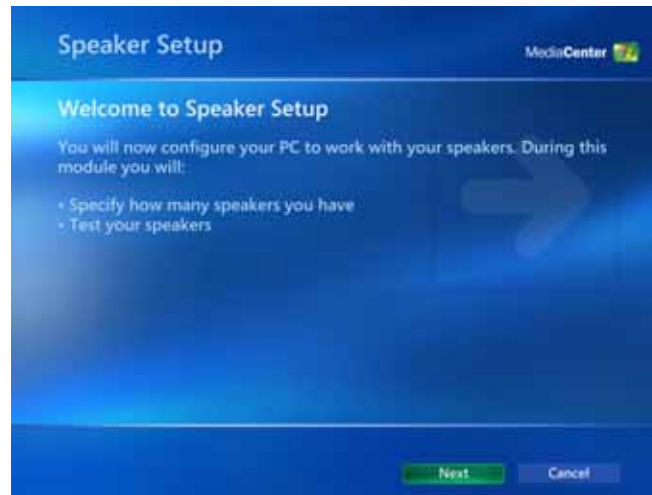 Speaker Setup
MediaCenter
Welcome to Speaker Setup
You will now configure your PC to work with your speakers. During this
module you will:
• Specify how many speakers you have
• Test your speakers
Next
Cancel